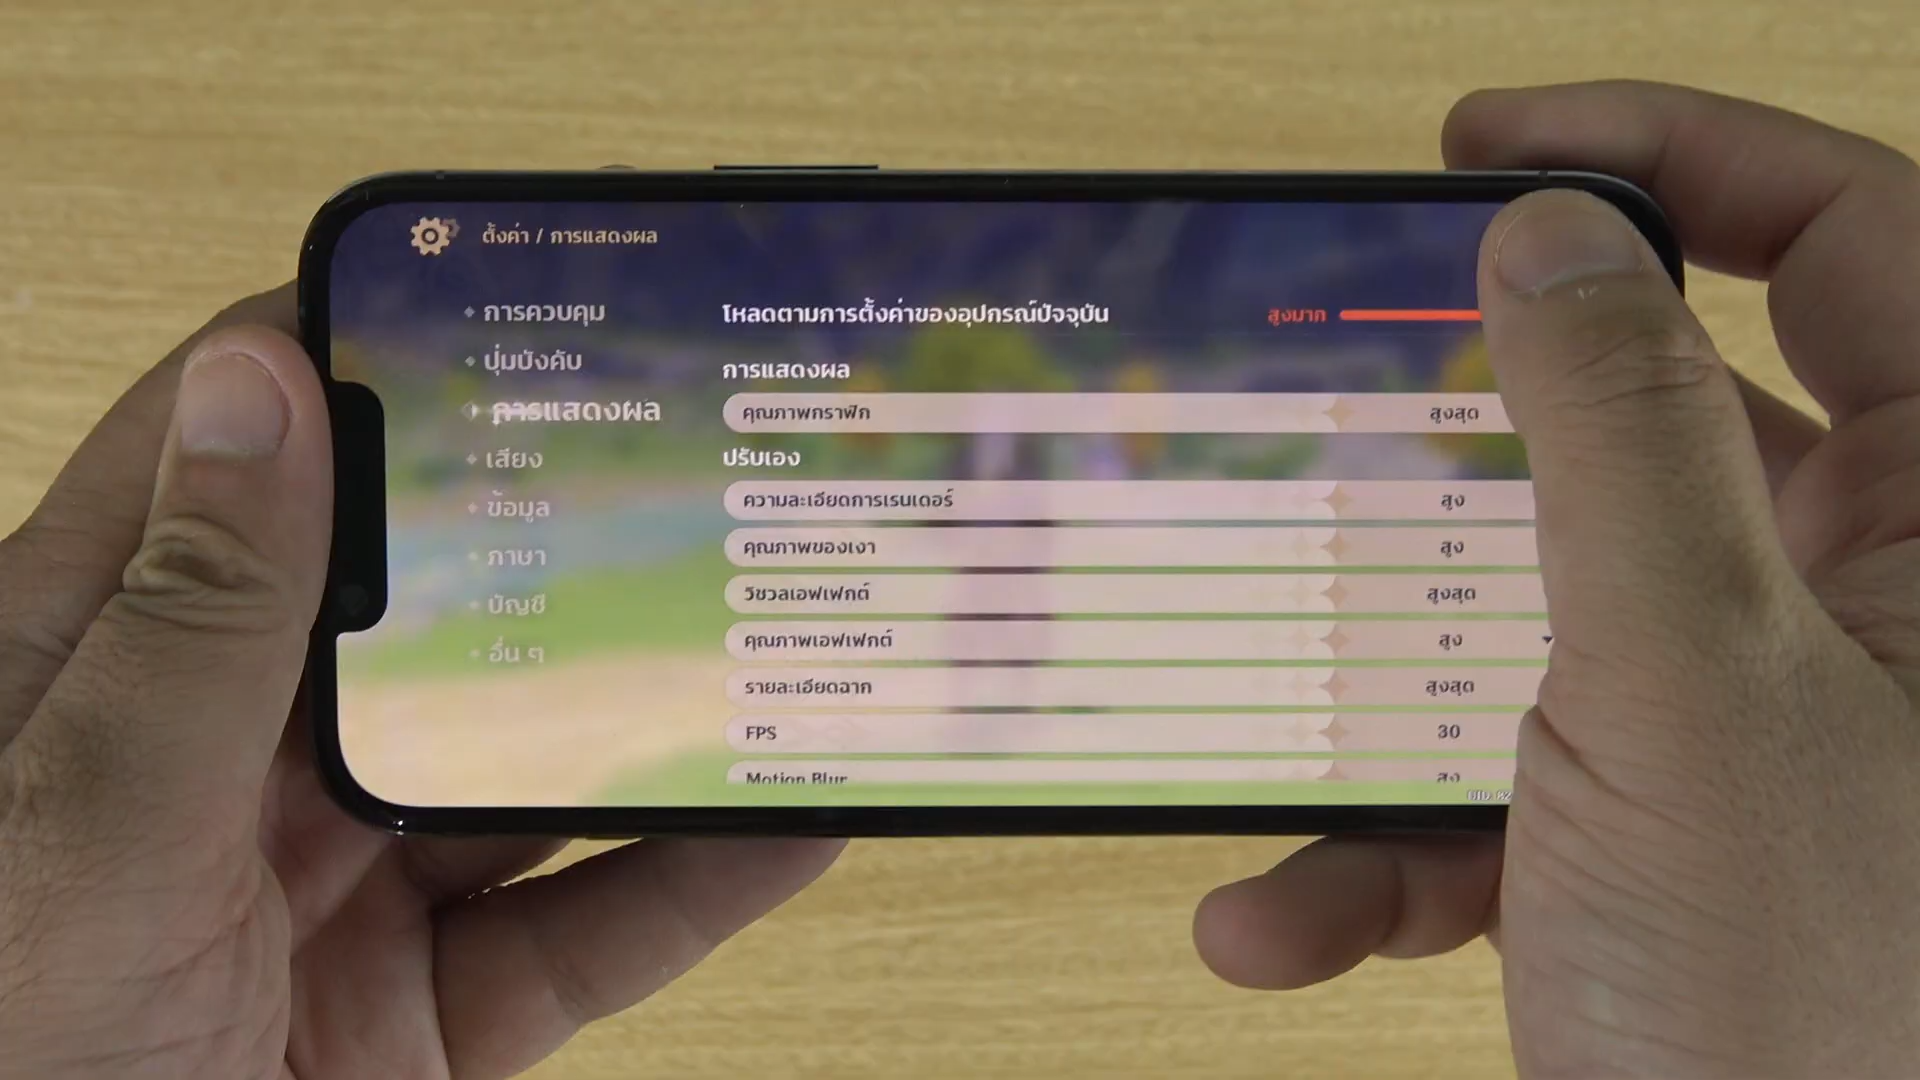 ตั้งค่า / การแสดงผล
การควบคุม
ปุ่มบังคับ
การแสดงผล
เสียง
ข้อมูล
ภาษา
บัญชี
อื่น ๆ
โหลดตามการตั้งค่าของอุปกรณ์ปัจจุบัน สูงมาก
การแสดงผล
คุณภาพกราฟิก สูงสุด
ปรับเอง
ความละเอียดการเรนเดอร์ สูง
คุณภาพของเงา สูง
วิชวลเอฟเฟกต์ สูงสุด
คุณภาพเอฟเฟกต์ สูง
รายละเอียดฉาก สูงสุด
FPS 30
Motion Blur สูง
UID: